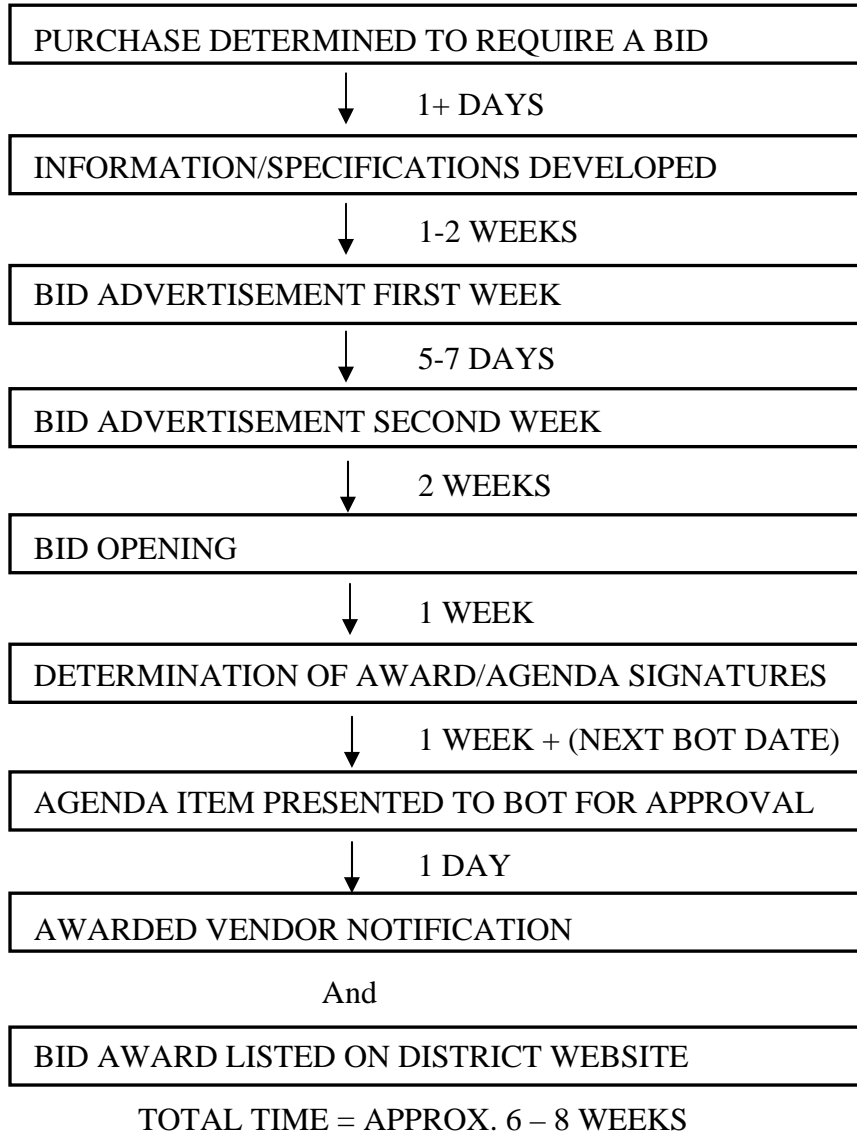 PURCHASE DETERMINED TO REQUIRE A BID
1+ DAYS
INFORMATION/SPECIFICATIONS DEVELOPED
1-2 WEEKS
BID ADVERTISEMENT FIRST WEEK
5-7 DAYS
BID ADVERTISEMENT SECOND WEEK
2 WEEKS
BID OPENING
1 WEEK
DETERMINATION OF AWARD/AGENDA SIGNATURES
1 WEEK + (NEXT BOT DATE)
AGENDA ITEM PRESENTED TO BOT FOR APPROVAL
1 DAY
AWARDED VENDOR NOTIFICATION
And
BID AWARD LISTED ON DISTRICT WEBSITE
TOTAL TIME = APPROX. 6 – 8 WEEKS